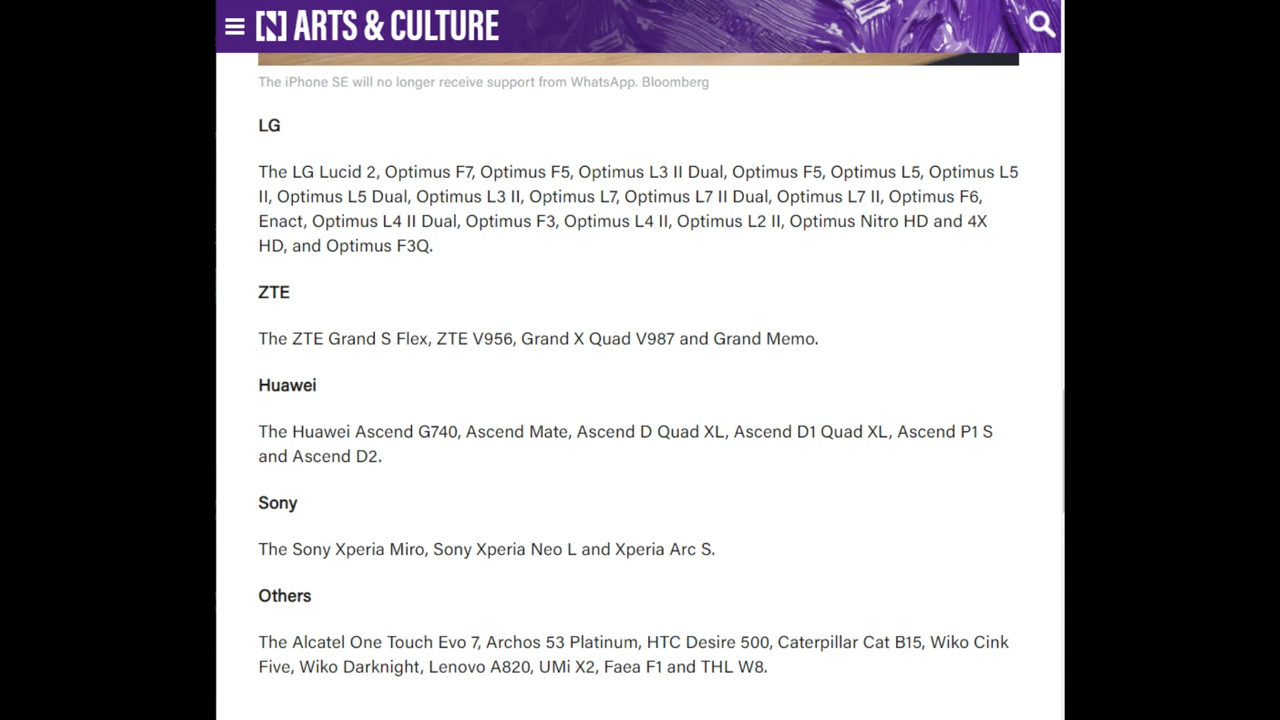 ARTS & CULTURE
The iPhone SE will no longer receive support from WhatsApp. Bloomberg
LG
The LG Lucid 2, Optimus F7, Optimus F5, Optimus L3 II Dual, Optimus F5, Optimus L5, Optimus L5
II, Optimus L5 Dual, Optimus L3 II, Optimus L7, Optimus L7 II Dual, Optimus L7 II, Optimus F6,
Enact, Optimus L4 II Dual, Optimus F3, Optimus L4 II, Optimus L2 II, Optimus Nitro HD and 4X
HD, and Optimus F3Q.
ZTE
The ZTE Grand S Flex, ZTE V956, Grand X Quad V987 and Grand Memo.
Huawei
The Huawei Ascend G740, Ascend Mate, Ascend D Quad XL, Ascend D1 Quad XL, Ascend P1 S
and Ascend D2.
Sony
The Sony Xperia Miro, Sony Xperia Neo L and Xperia Arc S.
Others
The Alcatel One Touch Evo 7, Archos 53 Platinum, HTC Desire 500, Caterpillar Cat B15, Wiko Cink
Five, Wiko Darknight, Lenovo A820, UMi X2, Faea F1 and THL W8.